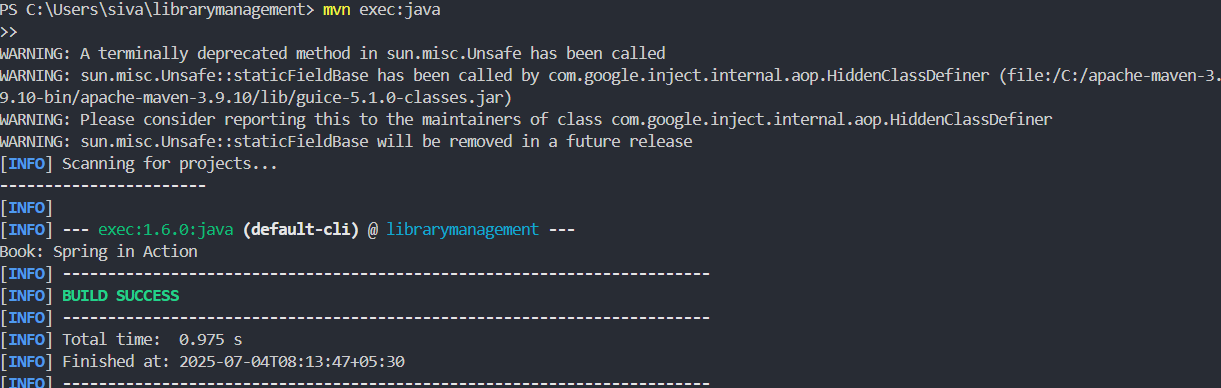 PS C:\Users\siva\librarymanagement> mvn exec:java
>>
WARNING: A terminally deprecated method in sun.misc.Unsafe has been called
WARNING: sun.misc.Unsafe::staticFieldBase has been called by com.google.inject.internal.aop.HiddenClassDefiner (file:/C:/apache-maven-3.
9.10-bin/apache-maven-3.9.10/lib/guice-5.1.0-classes.jar)
WARNING: Please consider reporting this to the maintainers of class com.google.inject.internal.aop.HiddenClassDefiner
WARNING: sun.misc.Unsafe::staticFieldBase will be removed in a future release
[INFO] Scanning for projects...
-----------------------
[INFO]
[INFO] --- exec:1.6.0:java (default-cli) @ librarymanagement ---
Book: Spring in Action
[INFO] ------------------------------------------------------------------------
[INFO] BUILD SUCCESS
[INFO] ------------------------------------------------------------------------
[INFO] Total time:  0.975 s
[INFO] Finished at: 2025-07-04T08:13:47+05:30
[INFO] ------------------------------------------------------------------------